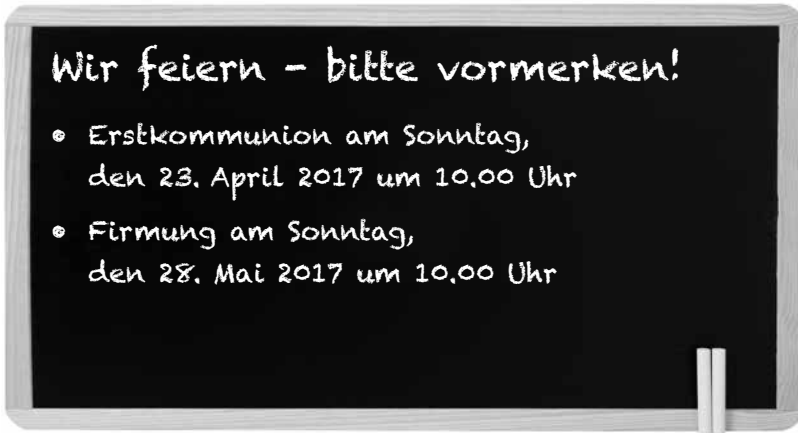 Wir feiern - bitte vormerken!
• Erstkommunion am Sonntag,
den 23. April 2017 um 10.00 Uhr
• Firmung am Sonntag,
den 28. Mai 2017 um 10.00 Uhr